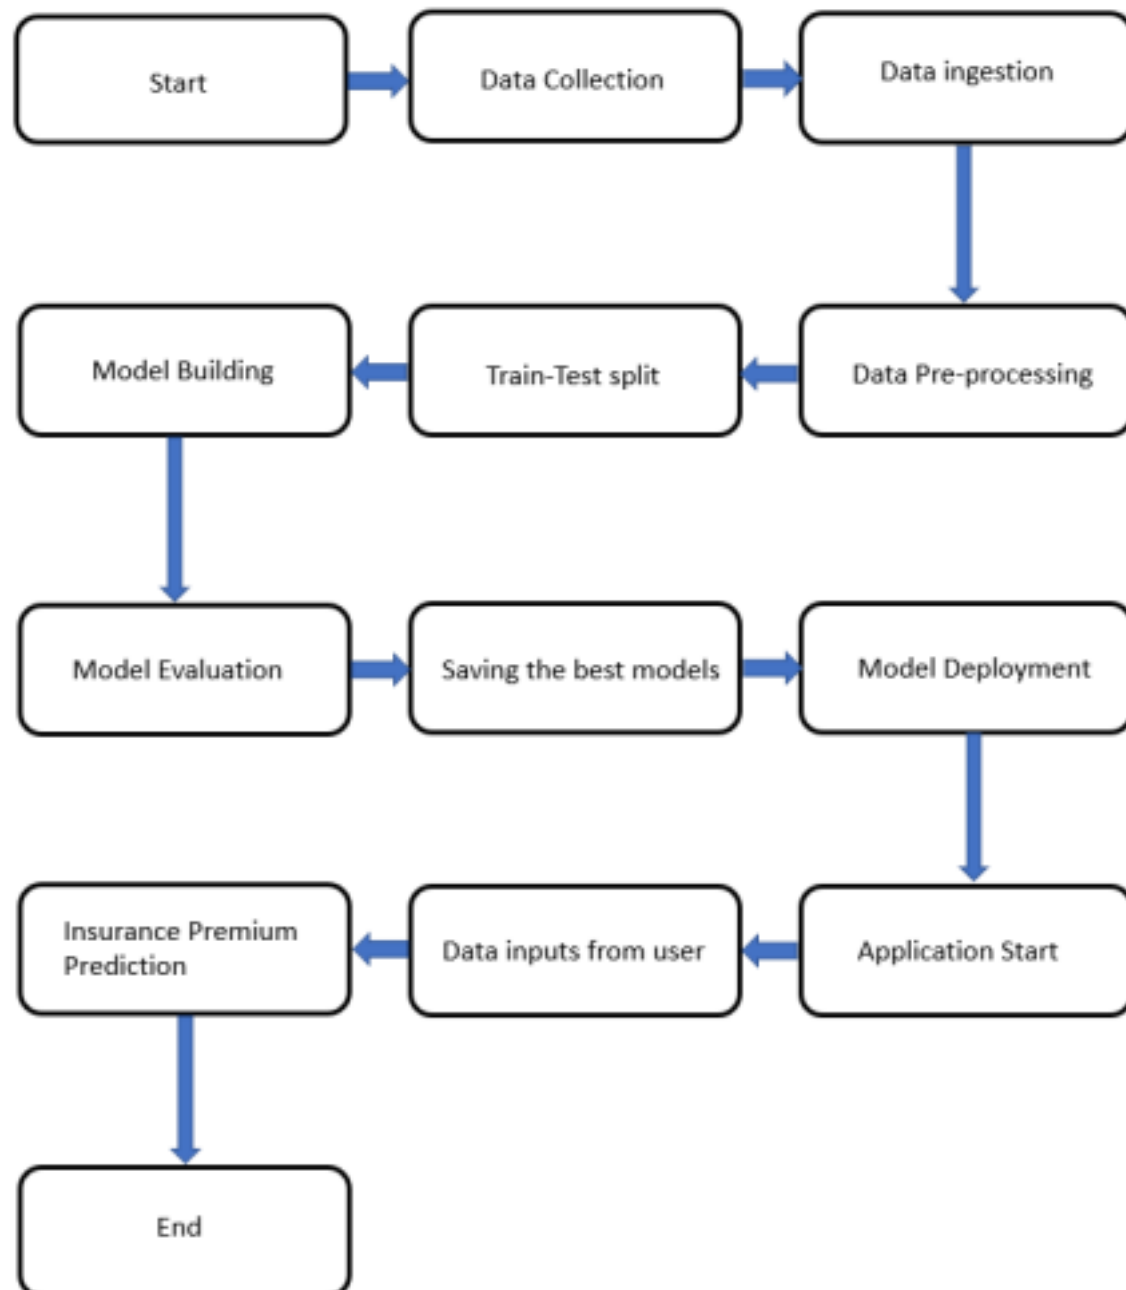 Start
Data Collection
Data ingestion
Data Pre-processing
Train-Test split
Model Building
Model Evaluation
Saving the best models
Model Deployment
Application Start
Data inputs from user
Insurance Premium
Prediction
End